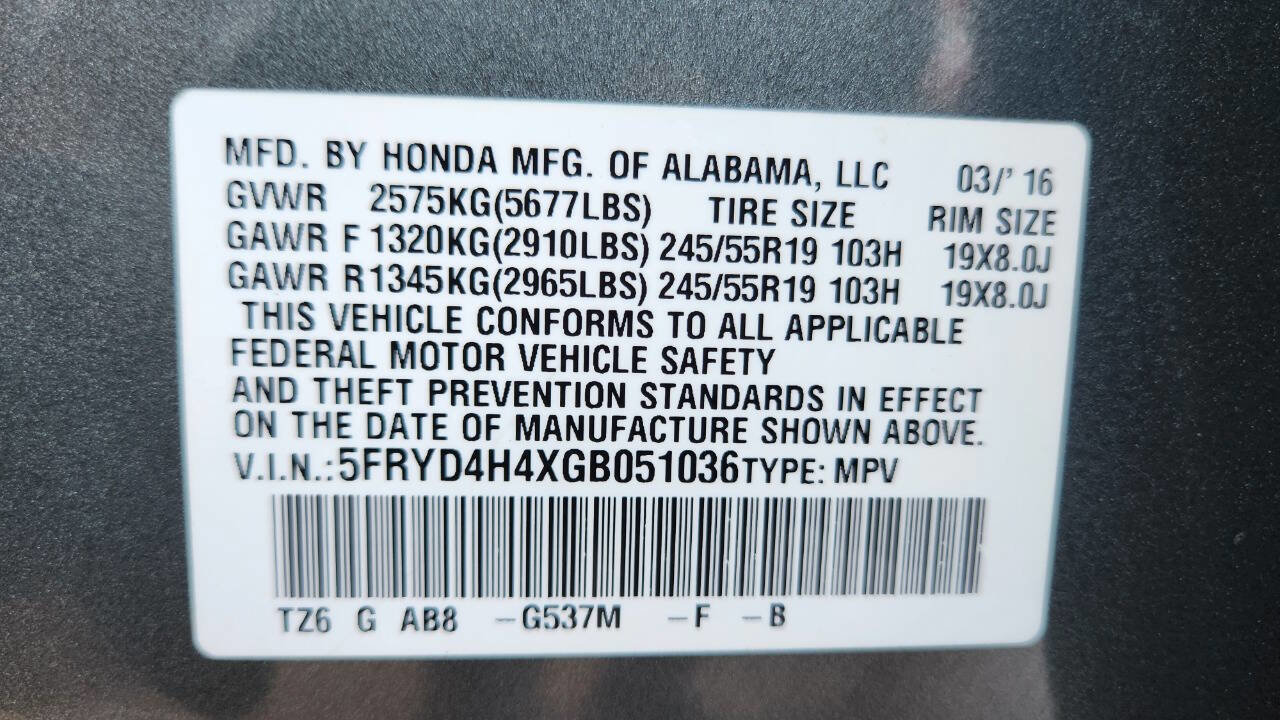 MFD. BY HONDA MFG. OF ALABAMA, LLC 03/' 16
GVWR 2575KG(5677LBS) TIRE SIZE RIM SIZE
GAWR F 1320KG(2910LBS) 245/55R19 103H 19X8.0J
GAWR R 1345KG(2965LBS) 245/55R19 103H 19X8.0J
THIS VEHICLE CONFORMS TO ALL APPLICABLE
FEDERAL MOTOR VEHICLE SAFETY
AND THEFT PREVENTION STANDARDS IN EFFECT
ON THE DATE OF MANUFACTURE SHOWN ABOVE.
V.I.N.: 5FRYD4H4XGB051036 TYPE: MPV
TZ6 G AB8 -G537M -F -B